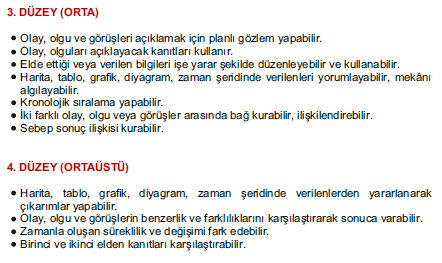 3. DÜZEY (ORTA)
● Olay, olgu ve görüşleri açıklamak için planlı gözlem yapabilir.
● Olay, olguları açıklayacak kanıtları kullanır.
● Elde ettiği veya verilen bilgileri işe yarar şekilde düzenleyebilir ve kullanabilir.
● Harita, tablo, grafik, diyagram, zaman şeridinde verilenleri yorumlayabilir, mekânı
algılayabilir.
● Kronolojik sıralama yapabilir.
● İki farklı olay, olgu veya görüşler arasında bağ kurabilir, ilişkilendirebilir.
● Sebep sonuç ilişkisi kurabilir.
4. DÜZEY (ORTAÜSTÜ)
● Harita, tablo, grafik, diyagram, zaman şeridinde verilenlerden yararlanarak
çıkarımlar yapabilir.
● Olay, olgu ve görüşlerin benzerlik ve farklılıklarını karşılaştırarak sonuca varabilir.
● Zamanla oluşan süreklilik ve değişimi fark edebilir.
● Birinci ve ikinci elden kanıtları karşılaştırabilir.